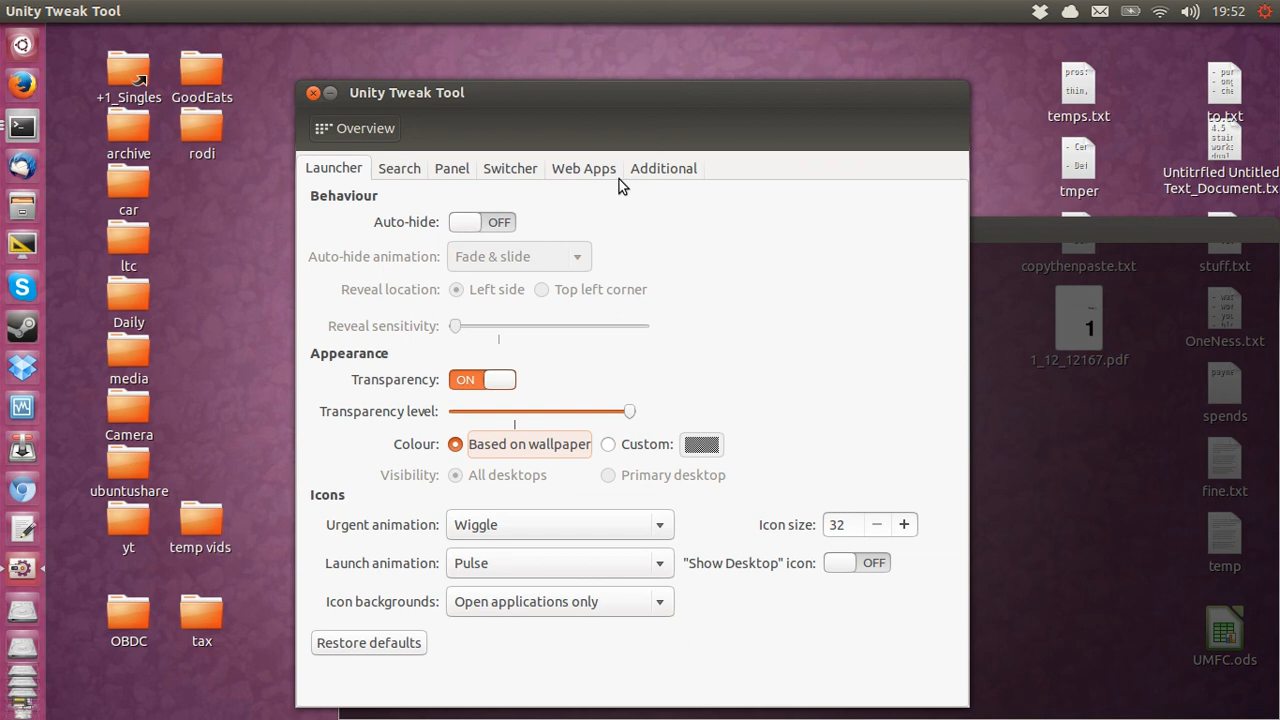 Unity Tweak Tool
19:52
+1_Singles
GoodEats
archive
rodi
car
ltc
Daily
media
Camera
ubuntushare
yt
temp vids
OBDC
tax
Unity Tweak Tool
Overview
Launcher
Search
Panel
Switcher
Web Apps
Additional
Behaviour
Auto-hide:
OFF
Auto-hide animation:
Fade & slide
Reveal location:
Left side
Top left corner
Reveal sensitivity:
Appearance
Transparency:
ON
Transparency level:
Colour:
Based on wallpaper
Custom:
Visibility:
All desktops
Primary desktop
Icons
Urgent animation:
Wiggle
Icon size:
32
Launch animation:
Pulse
"Show Desktop" icon:
OFF
Icon backgrounds:
Open applications only
Restore defaults
temps.txt
to.txt
tmper
Untitrfled Untitled
Text_Document.tx
copythenpaste.txt
stuff.txt
1
1_12_12167.pdf
OneNess.txt
spends
fine.txt
temp
UMFC.ods